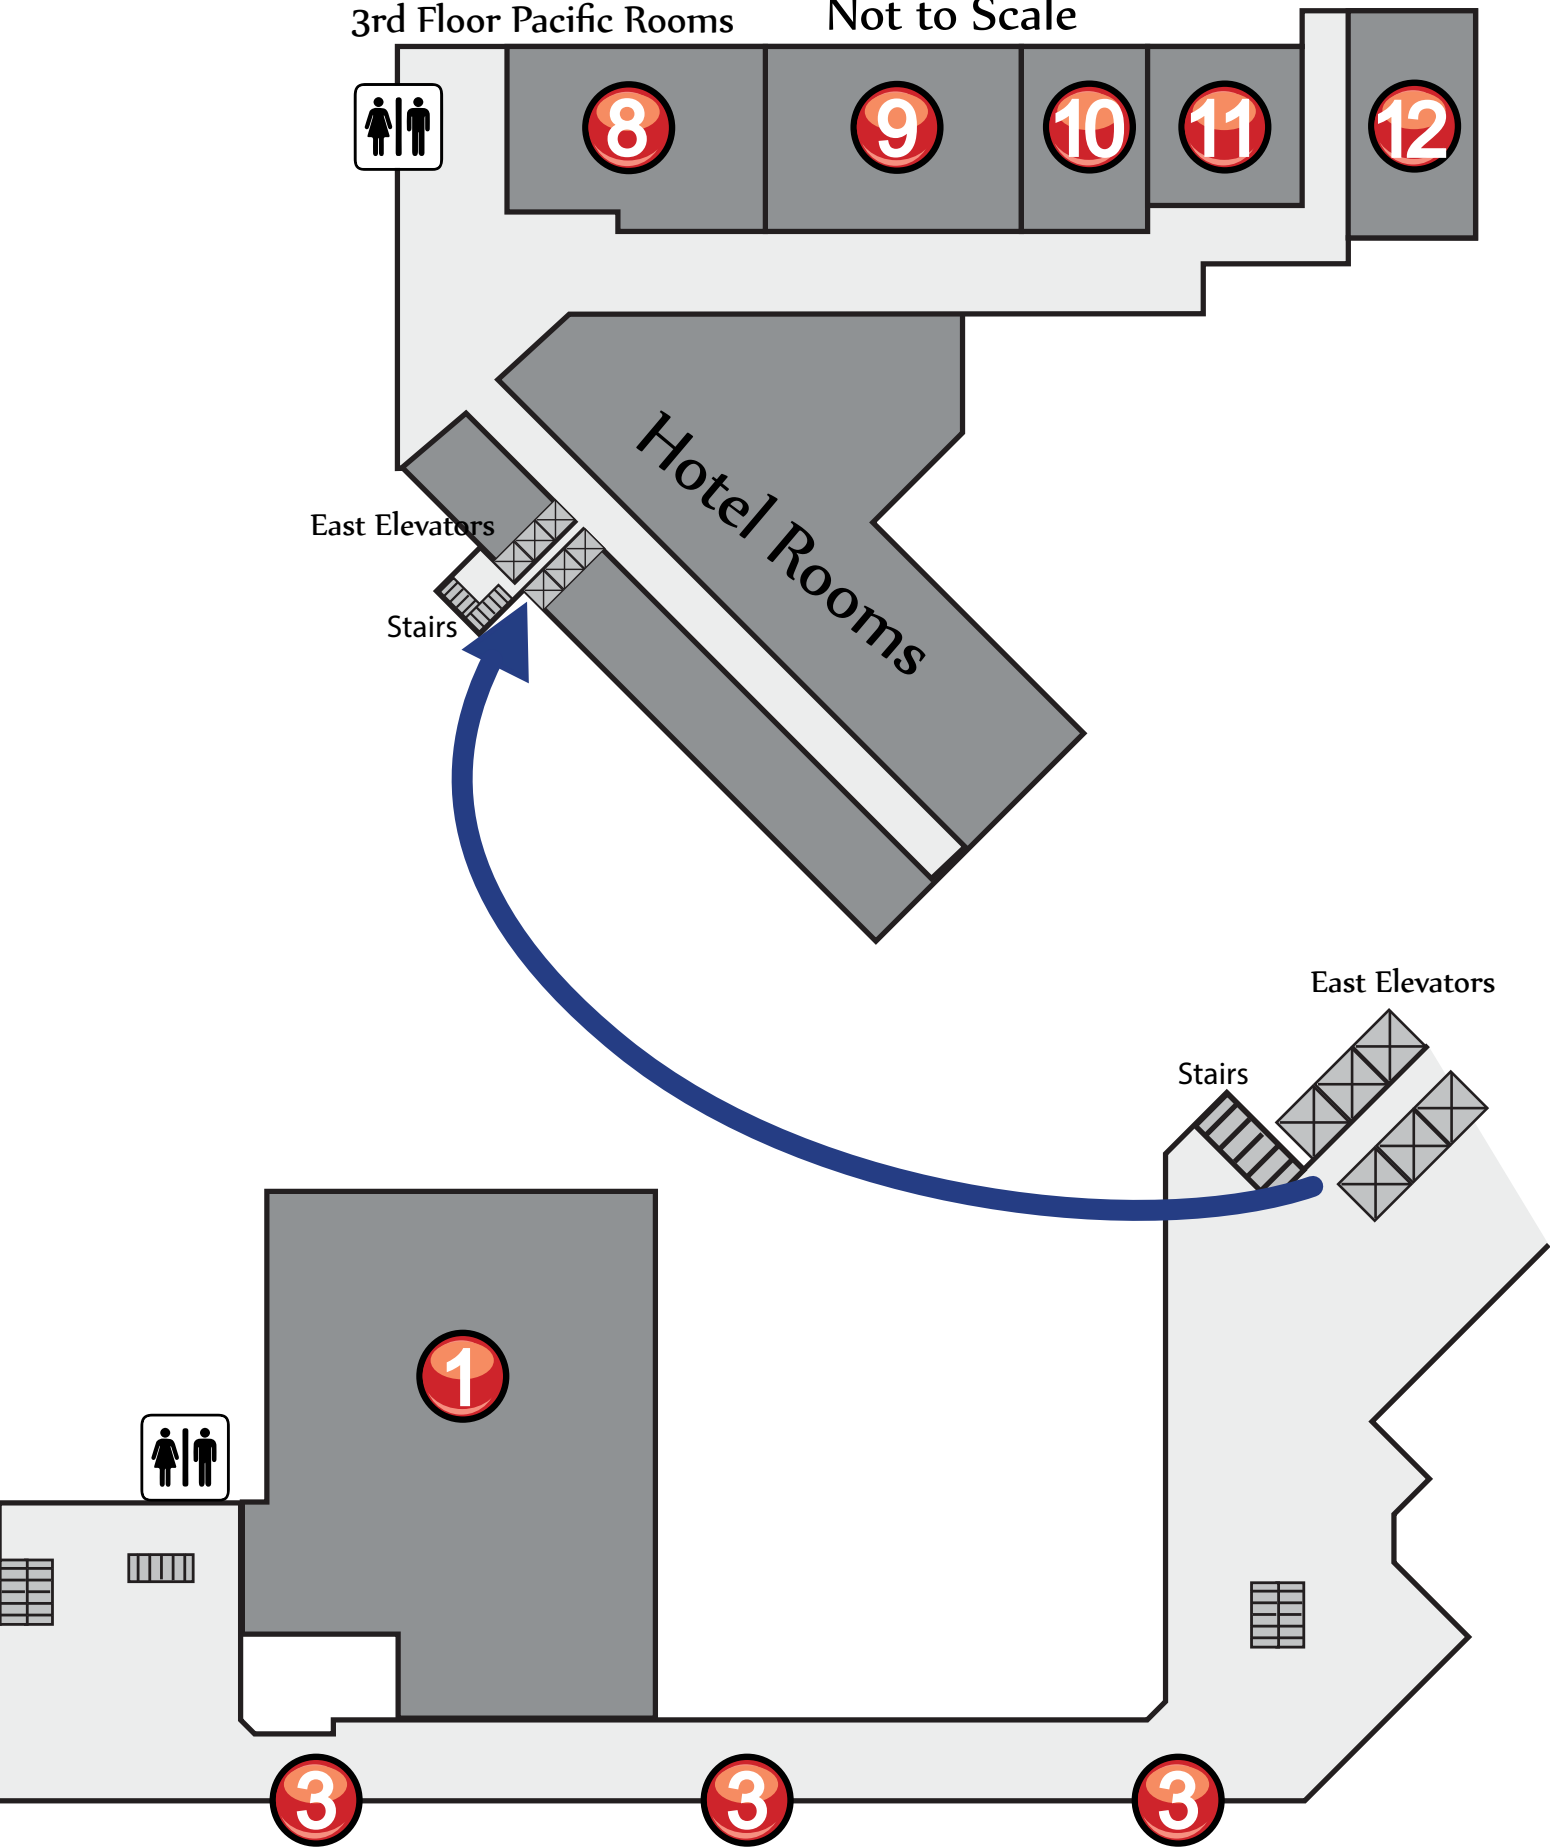 3rd Floor Pacific Rooms
Not to Scale
8
9
10
11
12
Hotel Rooms
East Elevators
Stairs
East Elevators
Stairs
1
3
3
3